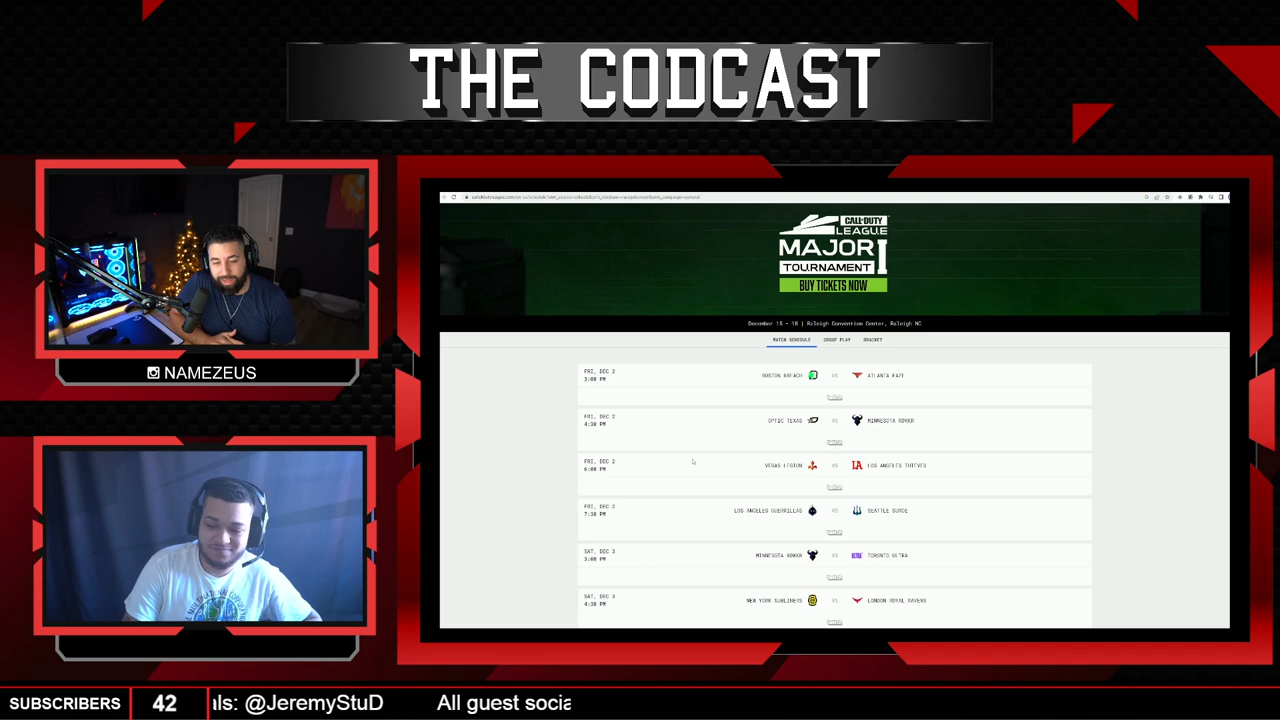 THE CODCAST
NAMEZEUS
CALL OF DUTY
LEAGUE
MAJOR I
TOURNAMENT
BUY TICKETS NOW
December 15 - 18 | Raleigh Convention Center, Raleigh NC
MATCH SCHEDULE GROUP PLAY BRACKET
FRI, DEC 2
3:00 PM
BOSTON BREACH VS ATLANTA FAZE
FRI, DEC 2
4:30 PM
OPTIC TEXAS VS MINNESOTA RØKKR
FRI, DEC 2
6:00 PM
VEGAS LEGION VS LA LOS ANGELES THIEVES
FRI, DEC 2
7:30 PM
LOS ANGELES GUERRILLAS VS SEATTLE SURGE
SAT, DEC 3
3:00 PM
MINNESOTA RØKKR VS TORONTO ULTRA
SAT, DEC 3
4:30 PM
NEW YORK SUBLINERS VS LONDON ROYAL RAVENS
SUBSCRIBERS 42 als: @JeremyStuD All guest socia